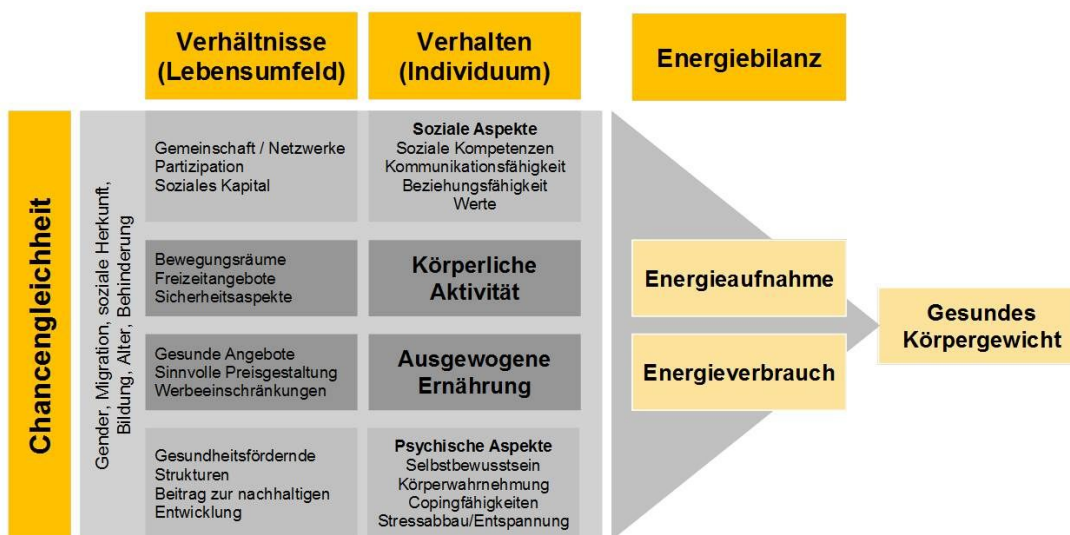 Verhältnisse
(Lebensumfeld)
Verhalten
(Individuum)
Energiebilanz
Chancengleichheit
Gender, Migration, soziale Herkunft,
Bildung, Alter, Behinderung
Gemeinschaft / Netzwerke
Partizipation
Soziales Kapital
Soziale Aspekte
Soziale Kompetenzen
Kommunikationsfähigkeit
Beziehungsfähigkeit
Werte
Bewegungsräume
Freizeitangebote
Sicherheitsaspekte
Körperliche
Aktivität
Gesunde Angebote
Sinnvolle Preisgestaltung
Werbeeinschränkungen
Ausgewogene
Ernährung
Gesundheitsfördernde
Strukturen
Beitrag zur nachhaltigen
Entwicklung
Psychische Aspekte
Selbstbewusstsein
Körperwahrnehmung
Copingfähigkeiten
Stressabbau/Entspannung
Energieaufnahme
Energieverbrauch
Gesundes
Körpergewicht